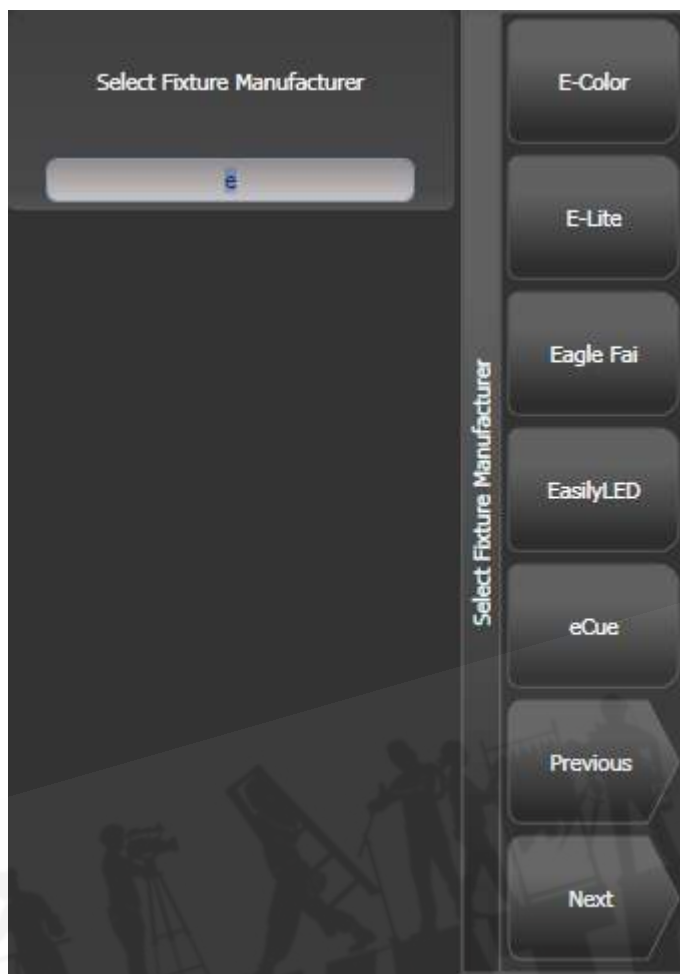 Select Fixture Manufacturer
e
Select Fixture Manufacturer
E-Color
E-Lite
Eagle Fai
EasilyLED
eCue
Previous
Next